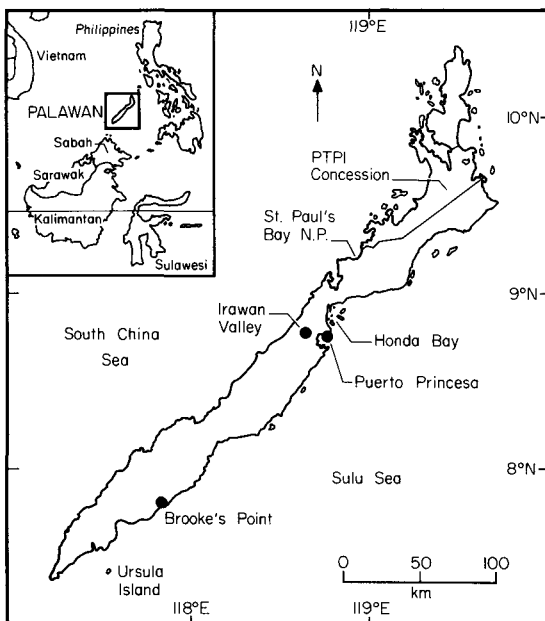 119°E
Philippines
Vietnam
PALAWAN
Sabah
Sarawak
Kalimantan
Sulawesi
N
10°N
PTPI
Concession
St. Paul's
Bay N.P.
9°N
Irawan
Valley
South China
Sea
Honda Bay
Puerto Princesa
8°N
Sulu Sea
Brooke's Point
Ursula
Island
0 50 100
km
118°E
119°E